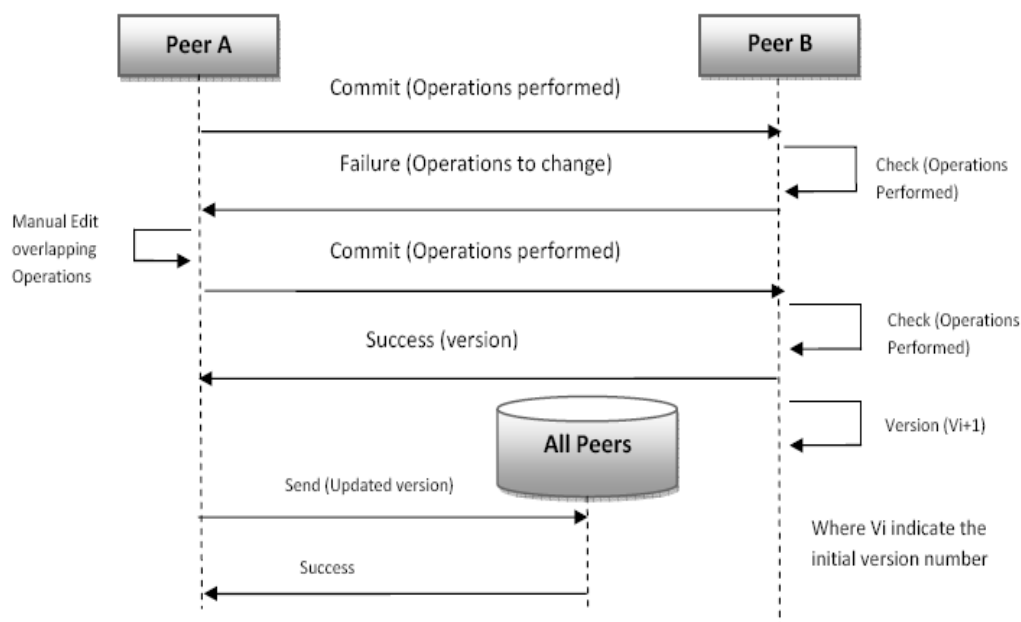 Peer A
Peer B
Commit (Operations performed)
Failure (Operations to change)
Check (Operations
Performed)
Manual Edit
overlapping
Operations
Commit (Operations performed)
Check (Operations
Performed)
Success (version)
Version (Vi+1)
All Peers
Send (Updated version)
Where Vi indicate the
initial version number
Success